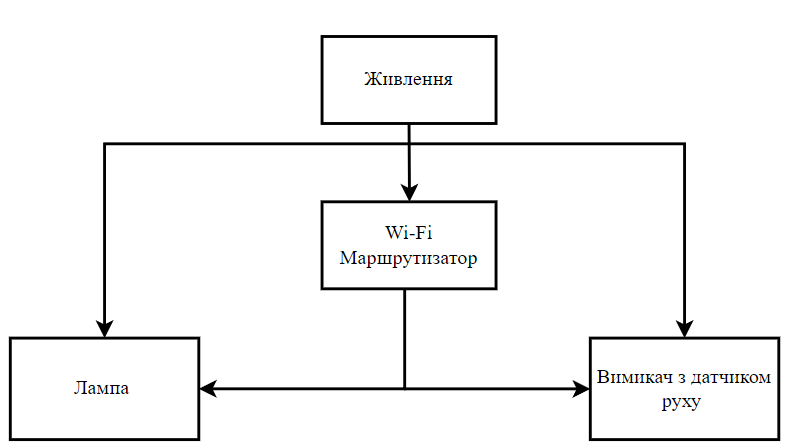 Живлення
Wi-Fi
Маршрутизатор
Лампа
Вимикач з датчиком
руху